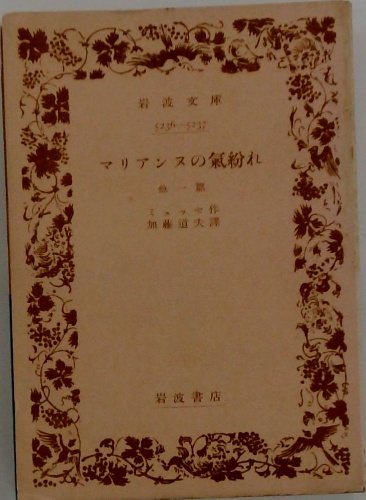 岩波文庫
5236—5237
マリアンヌの氣紛れ
他一篇
ミュッセ作
加藤道夫譯
岩波書店